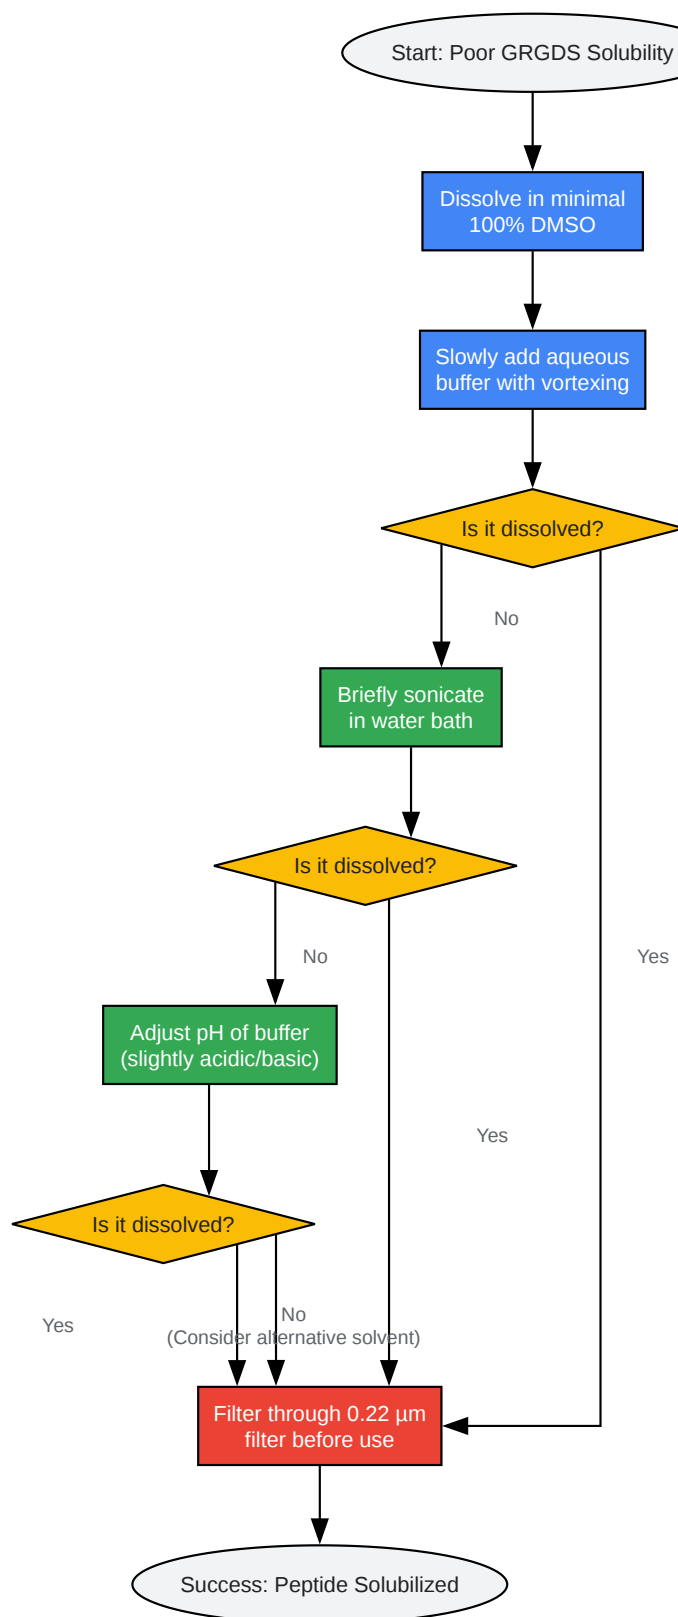 Start: Poor GRGDS Solubility
Dissolve in minimal
100% DMSO
Slowly add aqueous
buffer with vortexing
Is it dissolved?
No
Briefly sonicate
in water bath
Is it dissolved?
No
Yes
Adjust pH of buffer
(slightly acidic/basic)
Yes
Is it dissolved?
Yes
No
(Consider alternative solvent)
Filter through 0.22 µm
filter before use
Success: Peptide Solubilized